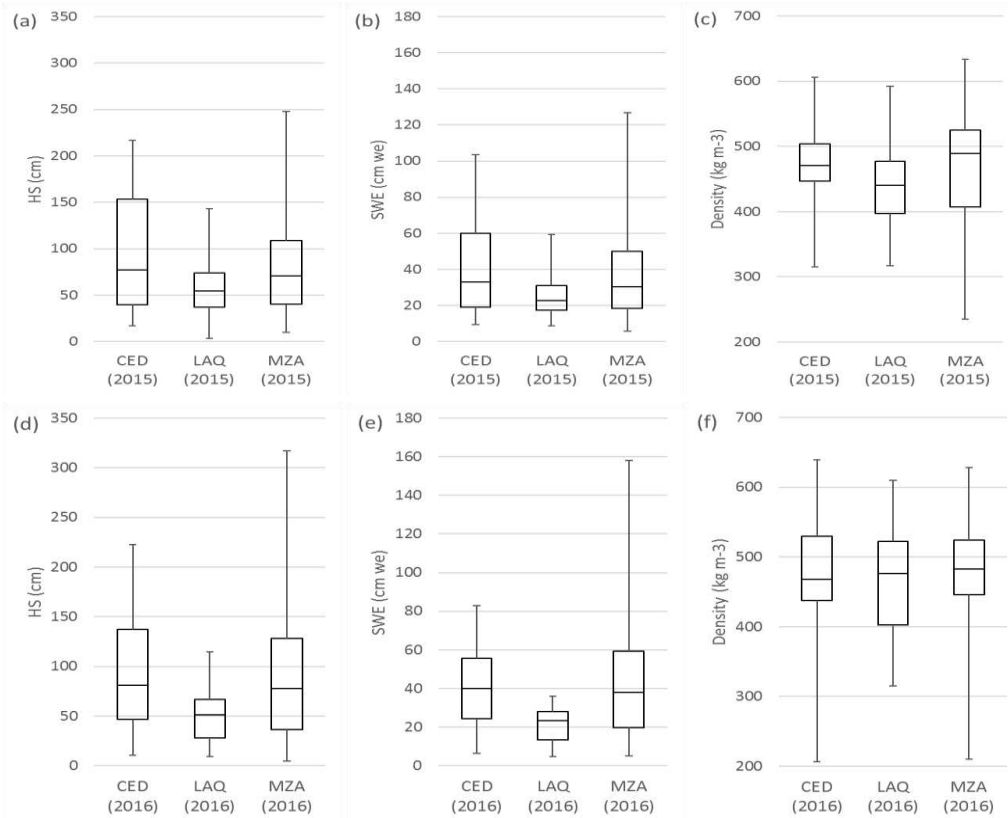 (a)
HS (cm)
350
300
250
200
150
100
50
0
CED
(2015)
LAQ
(2015)
MZA
(2015)
(b)
SWE (cm we)
180
160
140
120
100
80
60
40
20
0
CED
(2015)
LAQ
(2015)
MZA
(2015)
(c)
Density (kg m-3)
700
600
500
400
300
200
CED
(2015)
LAQ
(2015)
MZA
(2015)
(d)
HS (cm)
350
300
250
200
150
100
50
0
CED
(2016)
LAQ
(2016)
MZA
(2016)
(e)
SWE (cm we)
180
160
140
120
100
80
60
40
20
0
CED
(2016)
LAQ
(2016)
MZA
(2016)
(f)
Density (kg m-3)
700
600
500
400
300
200
CED
(2016)
LAQ
(2016)
MZA
(2016)